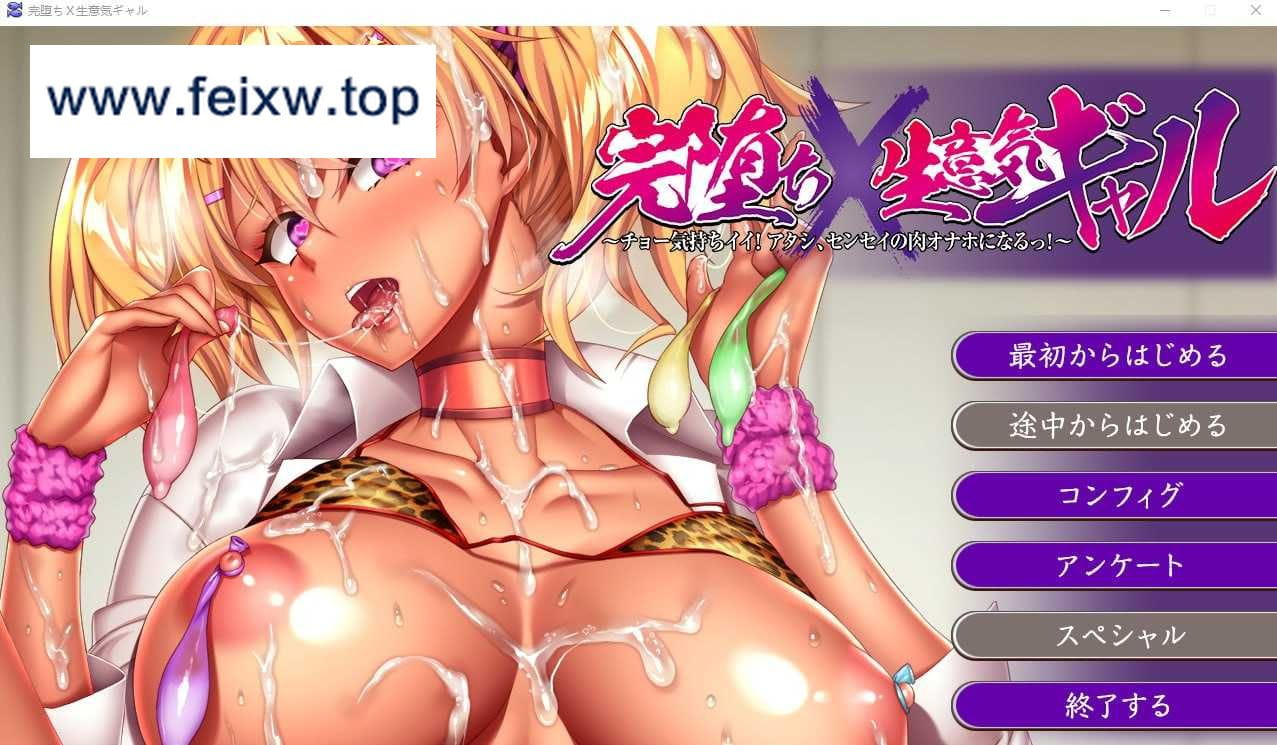 完堕ちX生意気ギャル
www.feixw.top
完堕ちX生意気ギャル
～チョー気持ちイイ!アタシ、センセイの肉オナホになるっ!～
最初からはじめる
途中からはじめる
コンフィグ
アンケート
スペシャル
終了する